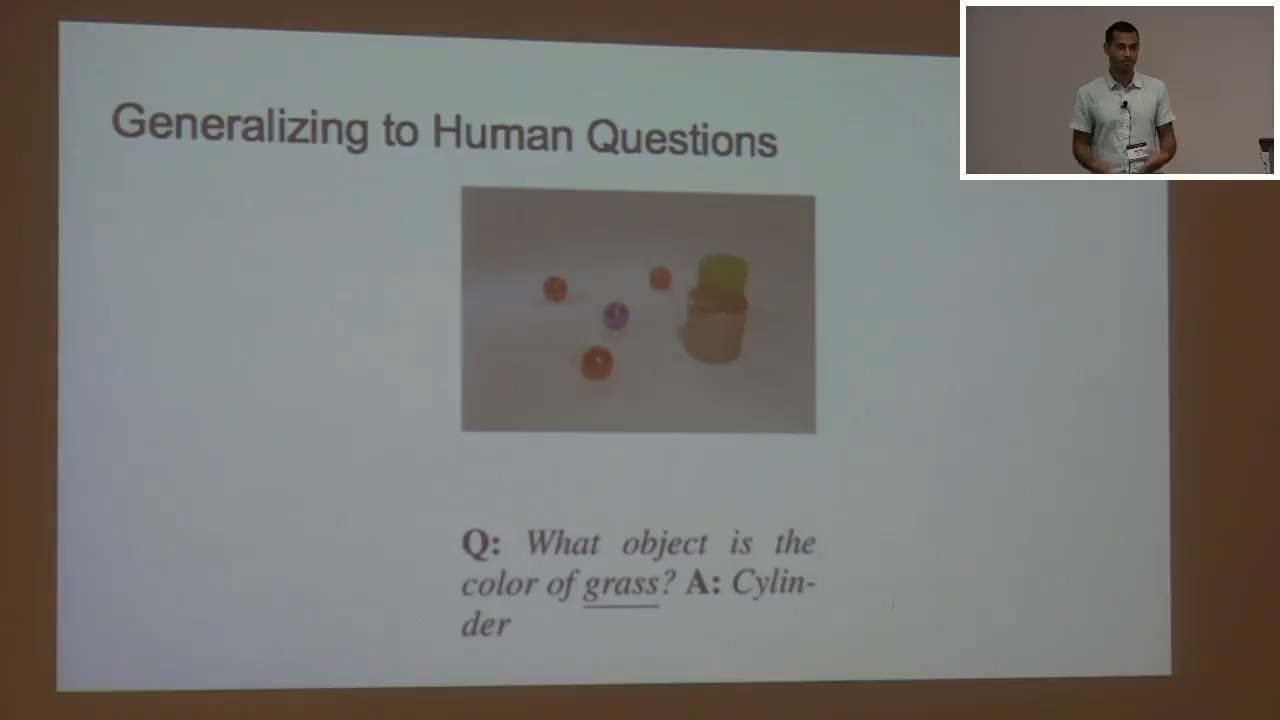 Generalizing to Human Questions
Q: What object is the
color of grass? A: Cylin-
der